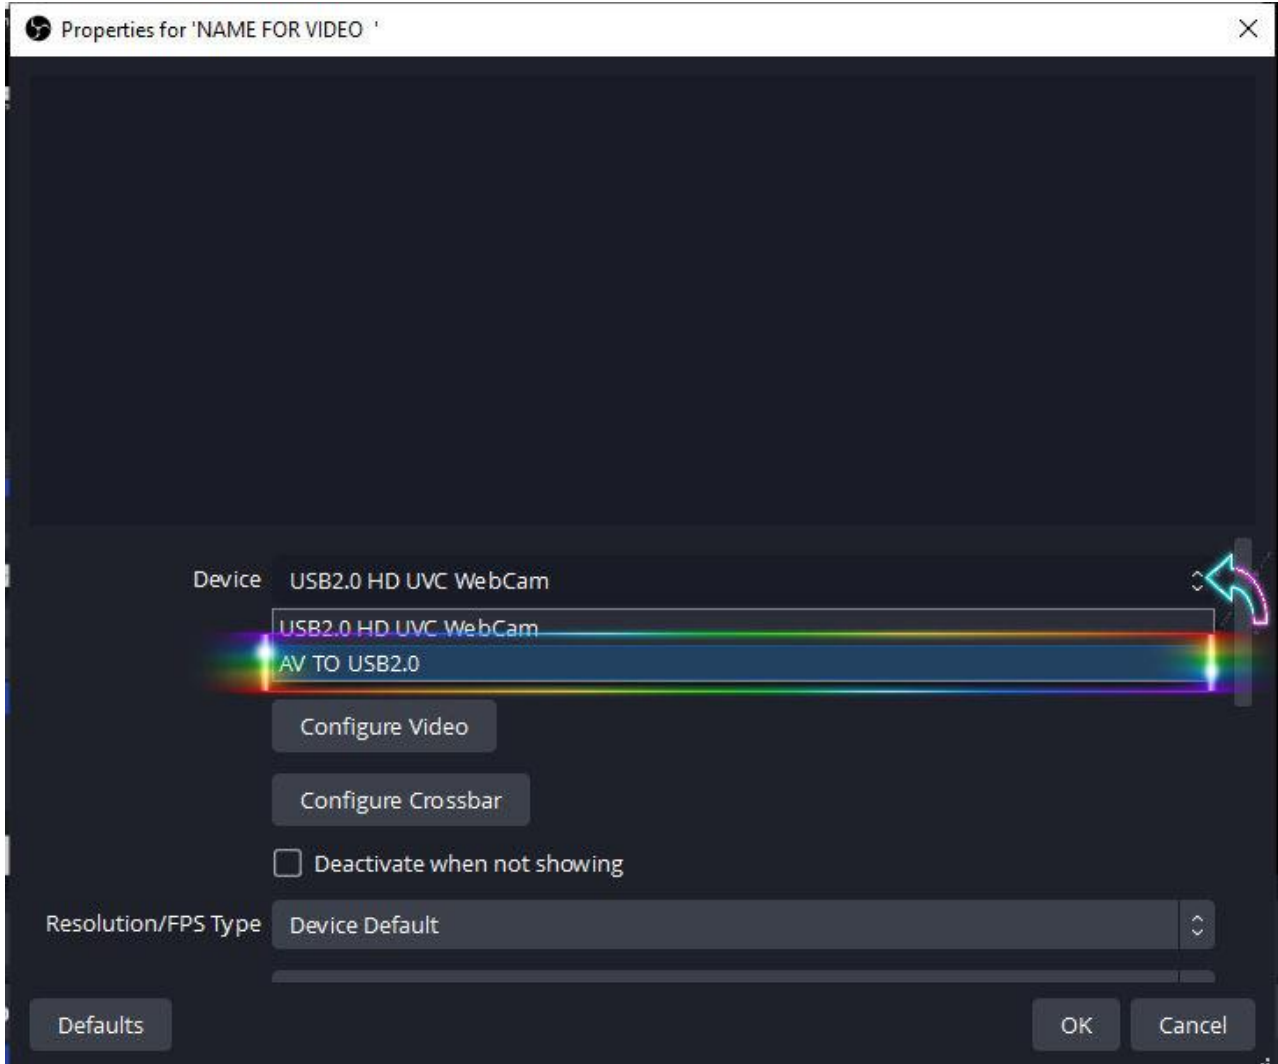 Properties for 'NAME FOR VIDEO '
Device USB2.0 HD UVC WebCam
USB2.0 HD UVC WebCam
AV TO USB2.0
Configure Video
Configure Crossbar
Deactivate when not showing
Resolution/FPS Type Device Default
Defaults OK Cancel